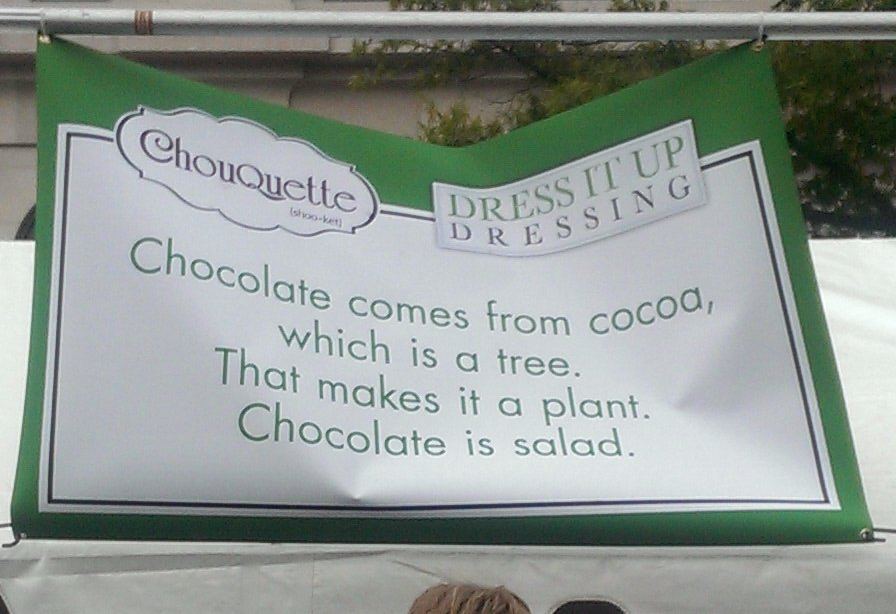 ChouQuette
(shoo-ket)
DRESS IT UP
DRESSING
Chocolate comes from cocoa,
which is a tree.
That makes it a plant.
Chocolate is salad.